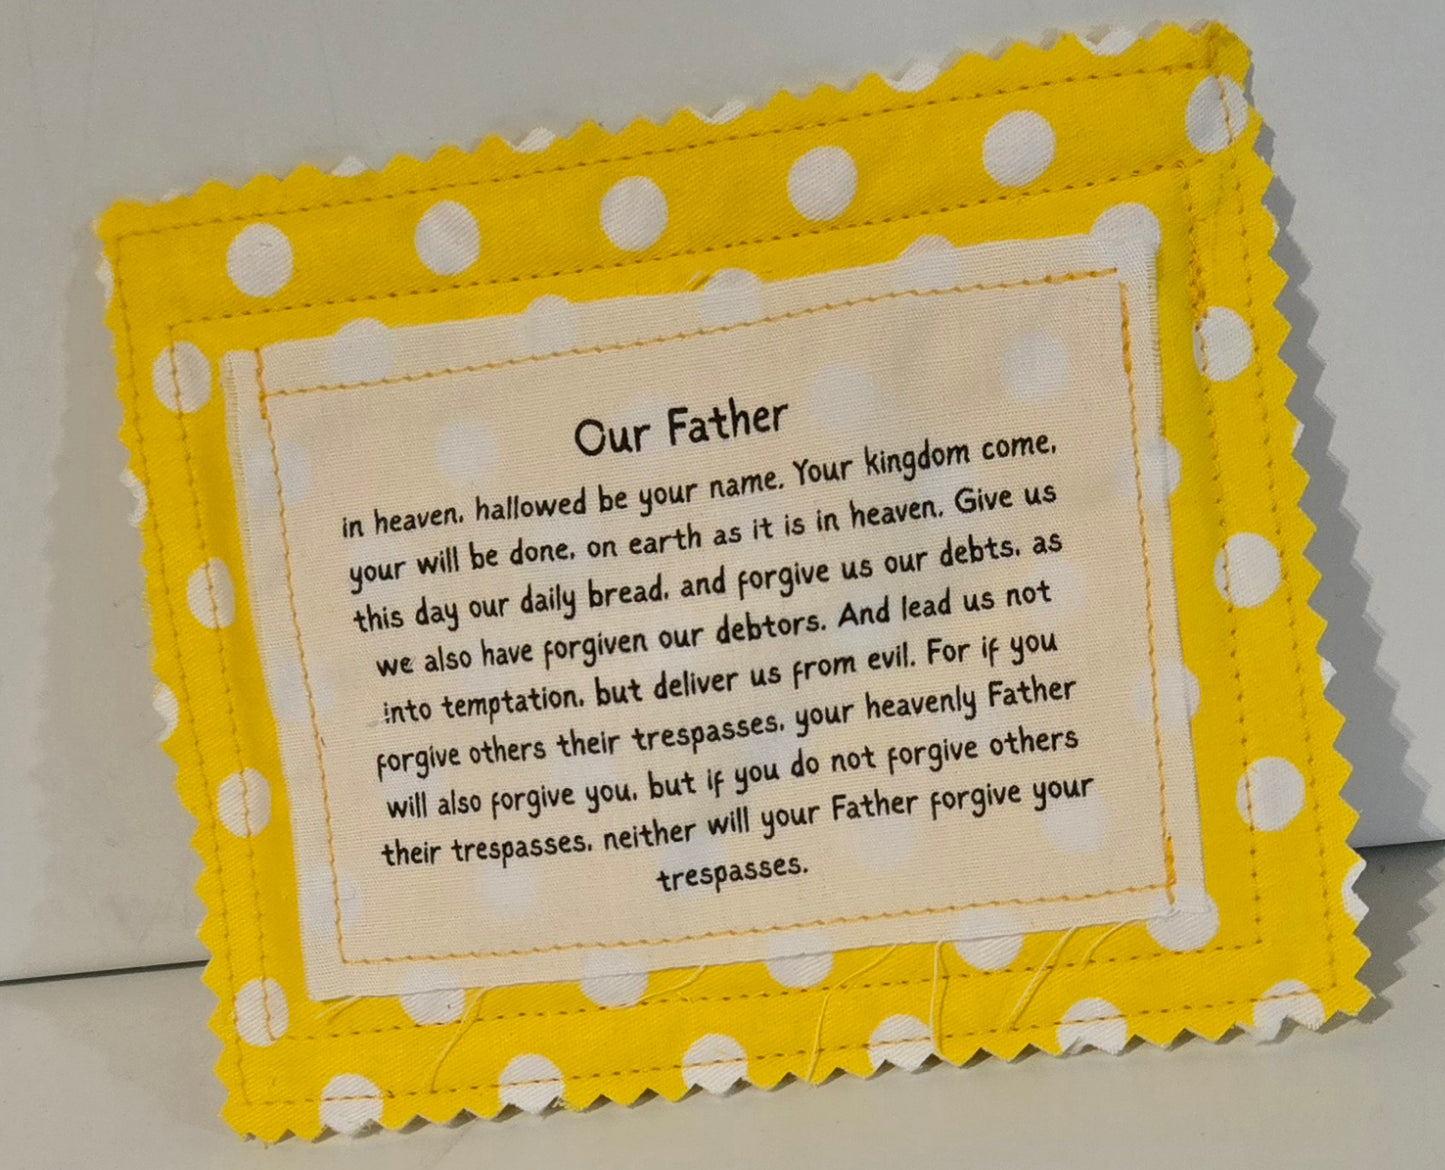 Our Father
in heaven, hallowed be your name. Your kingdom come,
your will be done, on earth as it is in heaven. Give us
this day our daily bread, and forgive us our debts, as
we also have forgiven our debtors. And lead us not
into temptation, but deliver us from evil. For if you
forgive others their trespasses, your heavenly Father
will also forgive you, but if you do not forgive others
their trespasses, neither will your Father forgive your
trespasses.